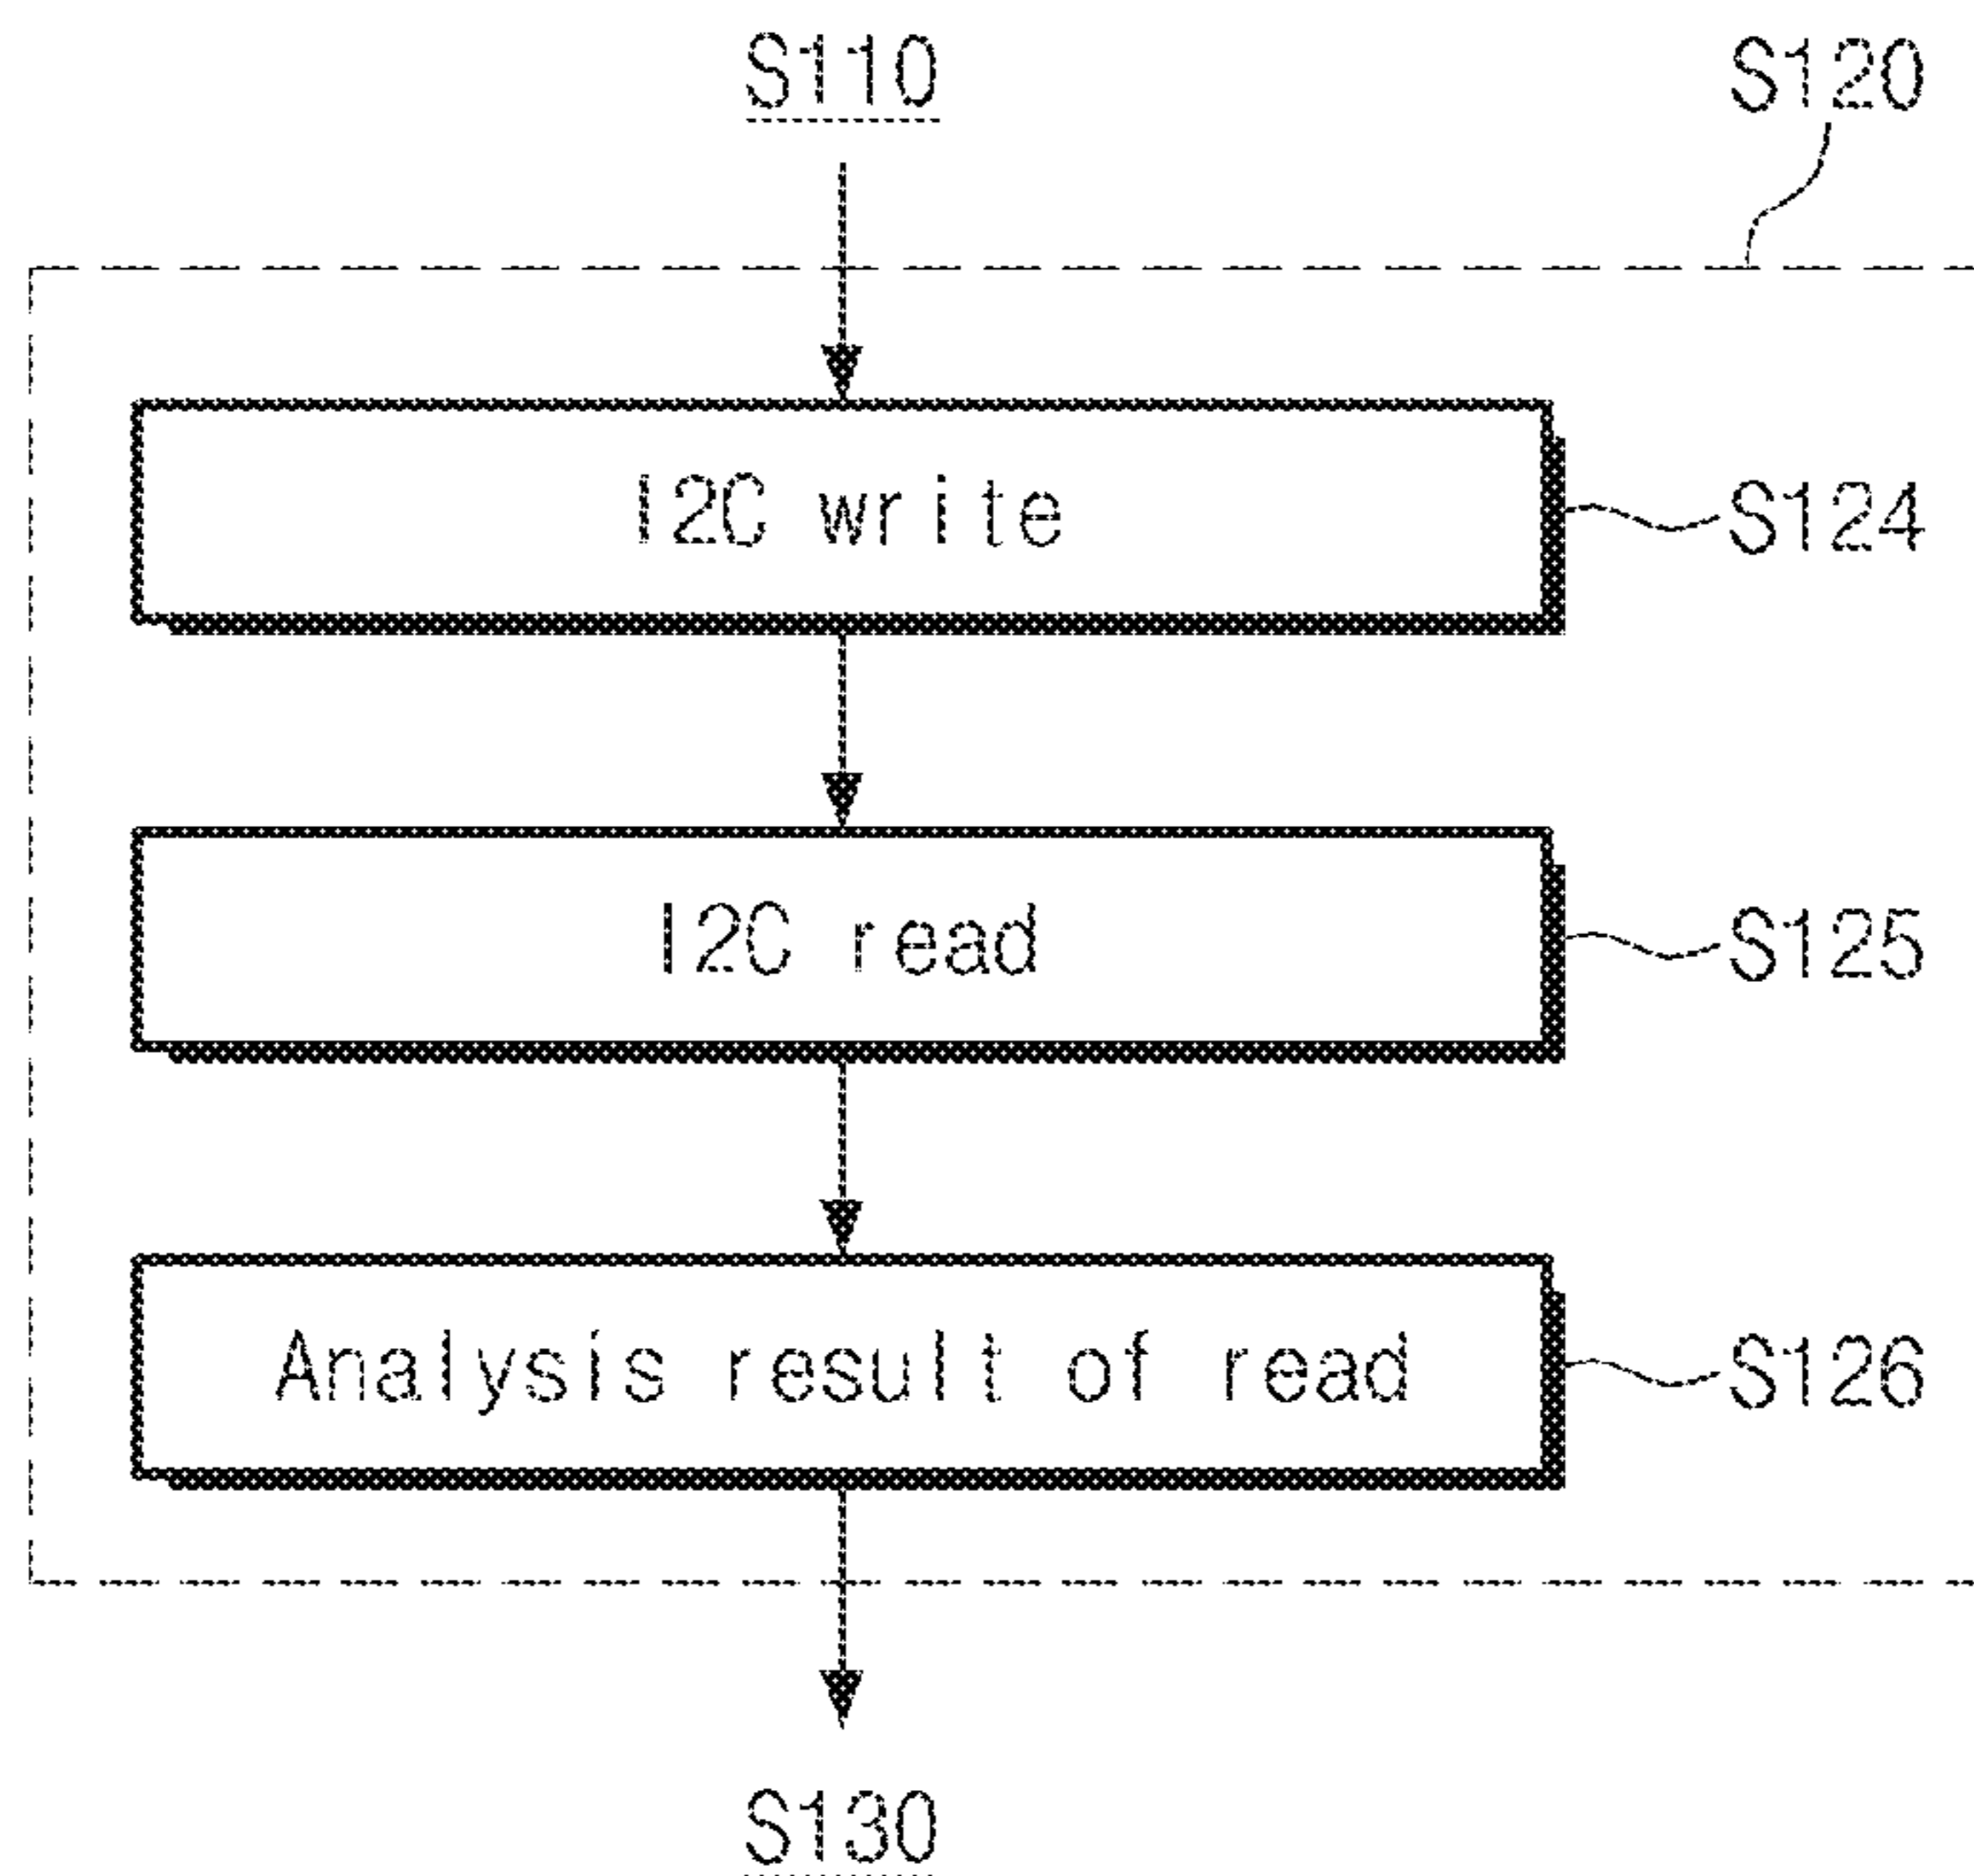 S110
S120
I2C write
S124
I2C read
S125
Analysis result of read
S126
S130